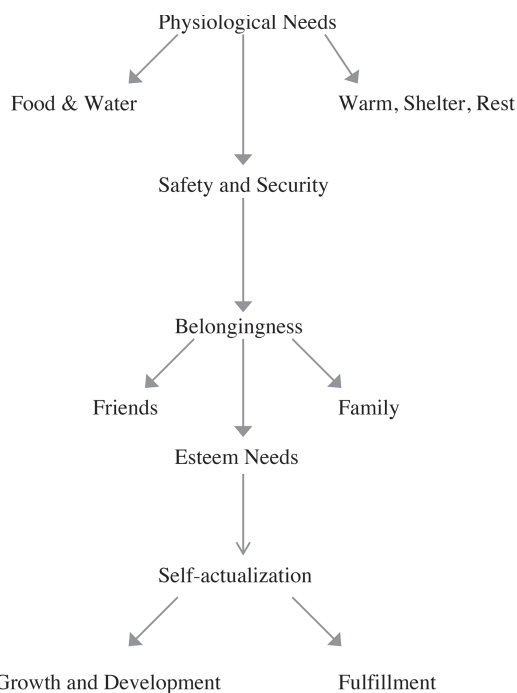 Physiological Needs
Food & Water
Warm, Shelter, Rest
Safety and Security
Belongingness
Friends
Family
Esteem Needs
Self-actualization
Growth and Development
Fulfillment